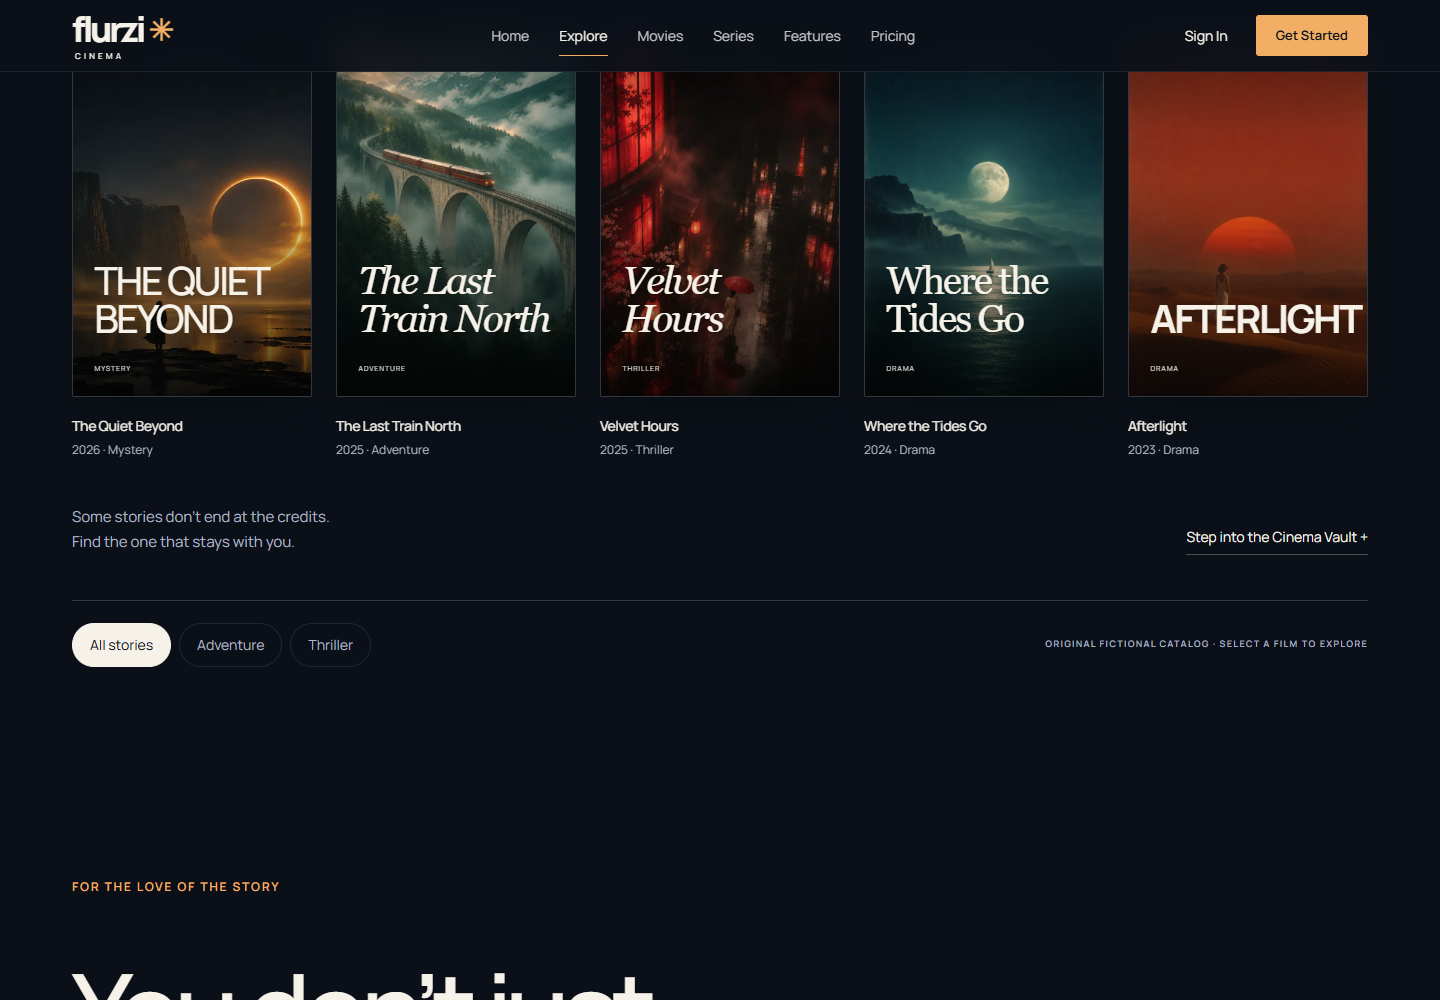 flurzi
CINEMA
Home
Explore
Movies
Series
Features
Pricing
Sign In
Get Started
THE QUIET
BEYOND
MYSTERY
The Last
Train North
ADVENTURE
Velvet
Hours
THRILLER
Where the
Tides Go
DRAMA
AFTERLIGHT
DRAMA
The Quiet Beyond
2026 · Mystery
The Last Train North
2025 · Adventure
Velvet Hours
2025 · Thriller
Where the Tides Go
2024 · Drama
Afterlight
2023 · Drama
Some stories don’t end at the credits.
Find the one that stays with you.
Step into the Cinema Vault +
All stories
Adventure
Thriller
ORIGINAL FICTIONAL CATALOG · SELECT A FILM TO EXPLORE
FOR THE LOVE OF THE STORY
You don’t just